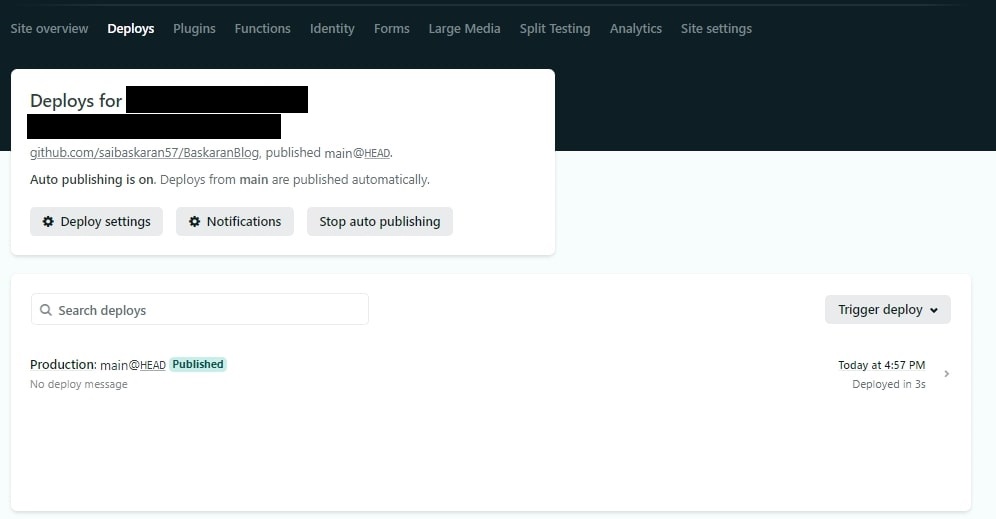 Site overview Deploys Plugins Functions Identity Forms Large Media Split Testing Analytics Site settings
Deploys for
github.com/saibaskaran57/BaskaranBlog, published main@HEAD.
Auto publishing is on. Deploys from main are published automatically.
Deploy settings Notifications Stop auto publishing
Search deploys Trigger deploy
Production: main@HEAD Published Today at 4:57 PM
No deploy message Deployed in 3s